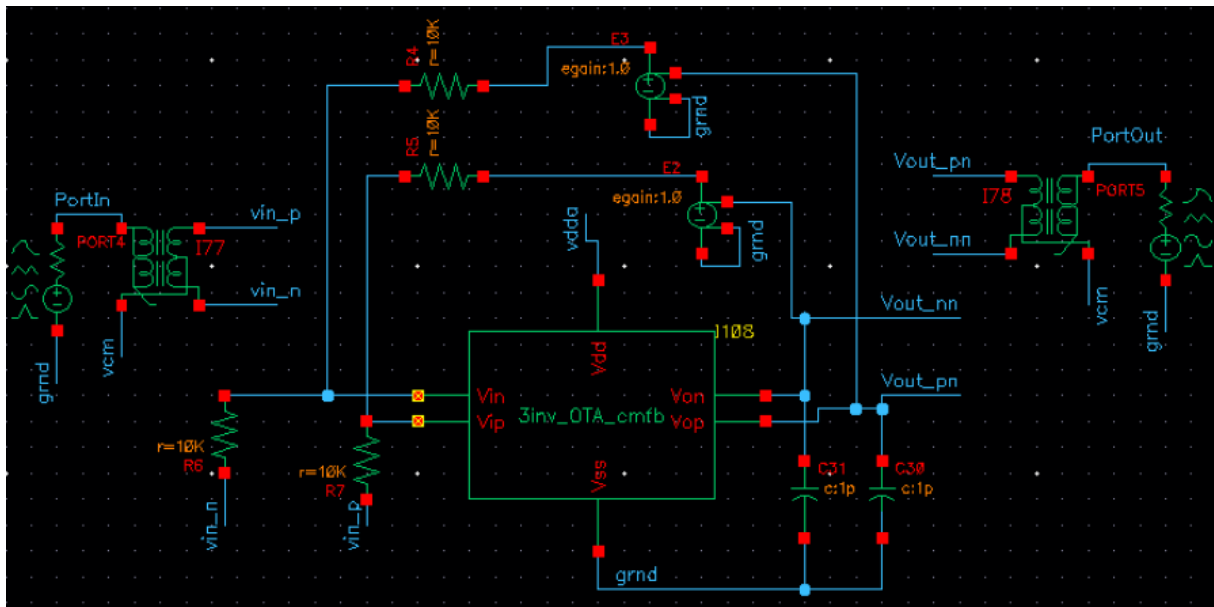 R4
r=10K
E3
egain:1.0
grnd
R5
r=10K
E2
egain:1.0
grnd
vdda
PortIn
PORT4
I77
vin_p
vin_n
grnd
vcm
Vout_pn
I78
Vout_nn
PortOut
PORT5
vcm
grnd
Vout_nn
Vout_pn
I108
Vdd
Vin
Vip
3inv_OTA_cmfb
Von
Vop
Vss
r=10K
R6
vin_n
r=10K
R7
vin_p
C31
c:1p
C30
c:1p
grnd